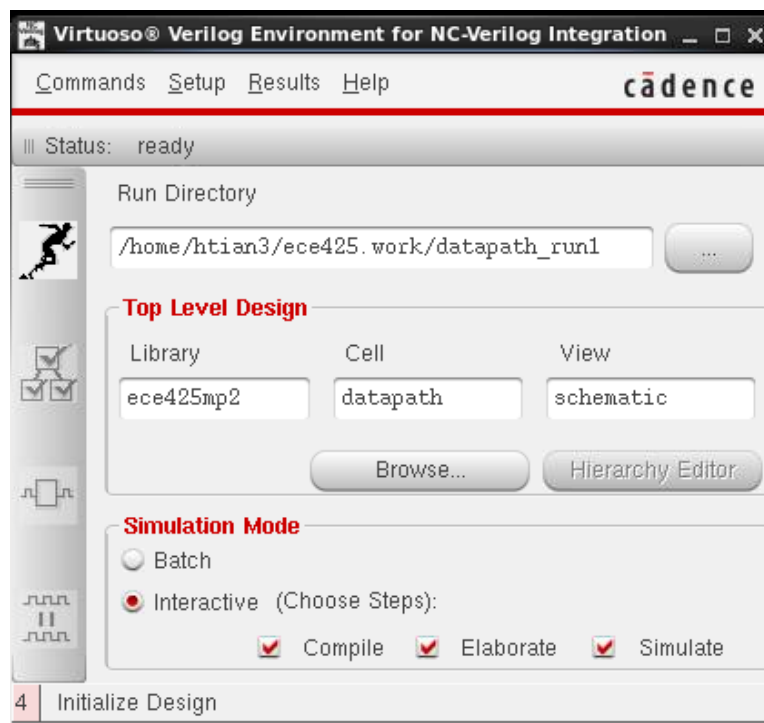 Virtuoso® Verilog Environment for NC-Verilog Integration
Commands Setup Results Help cādence
Status: ready
Run Directory
/home/htian3/ece425.work/datapath_run1 ...
Top Level Design
Library Cell View
ece425mp2 datapath schematic
Browse... Hierarchy Editor
Simulation Mode
Batch
Interactive (Choose Steps):
Compile Elaborate Simulate
4 Initialize Design